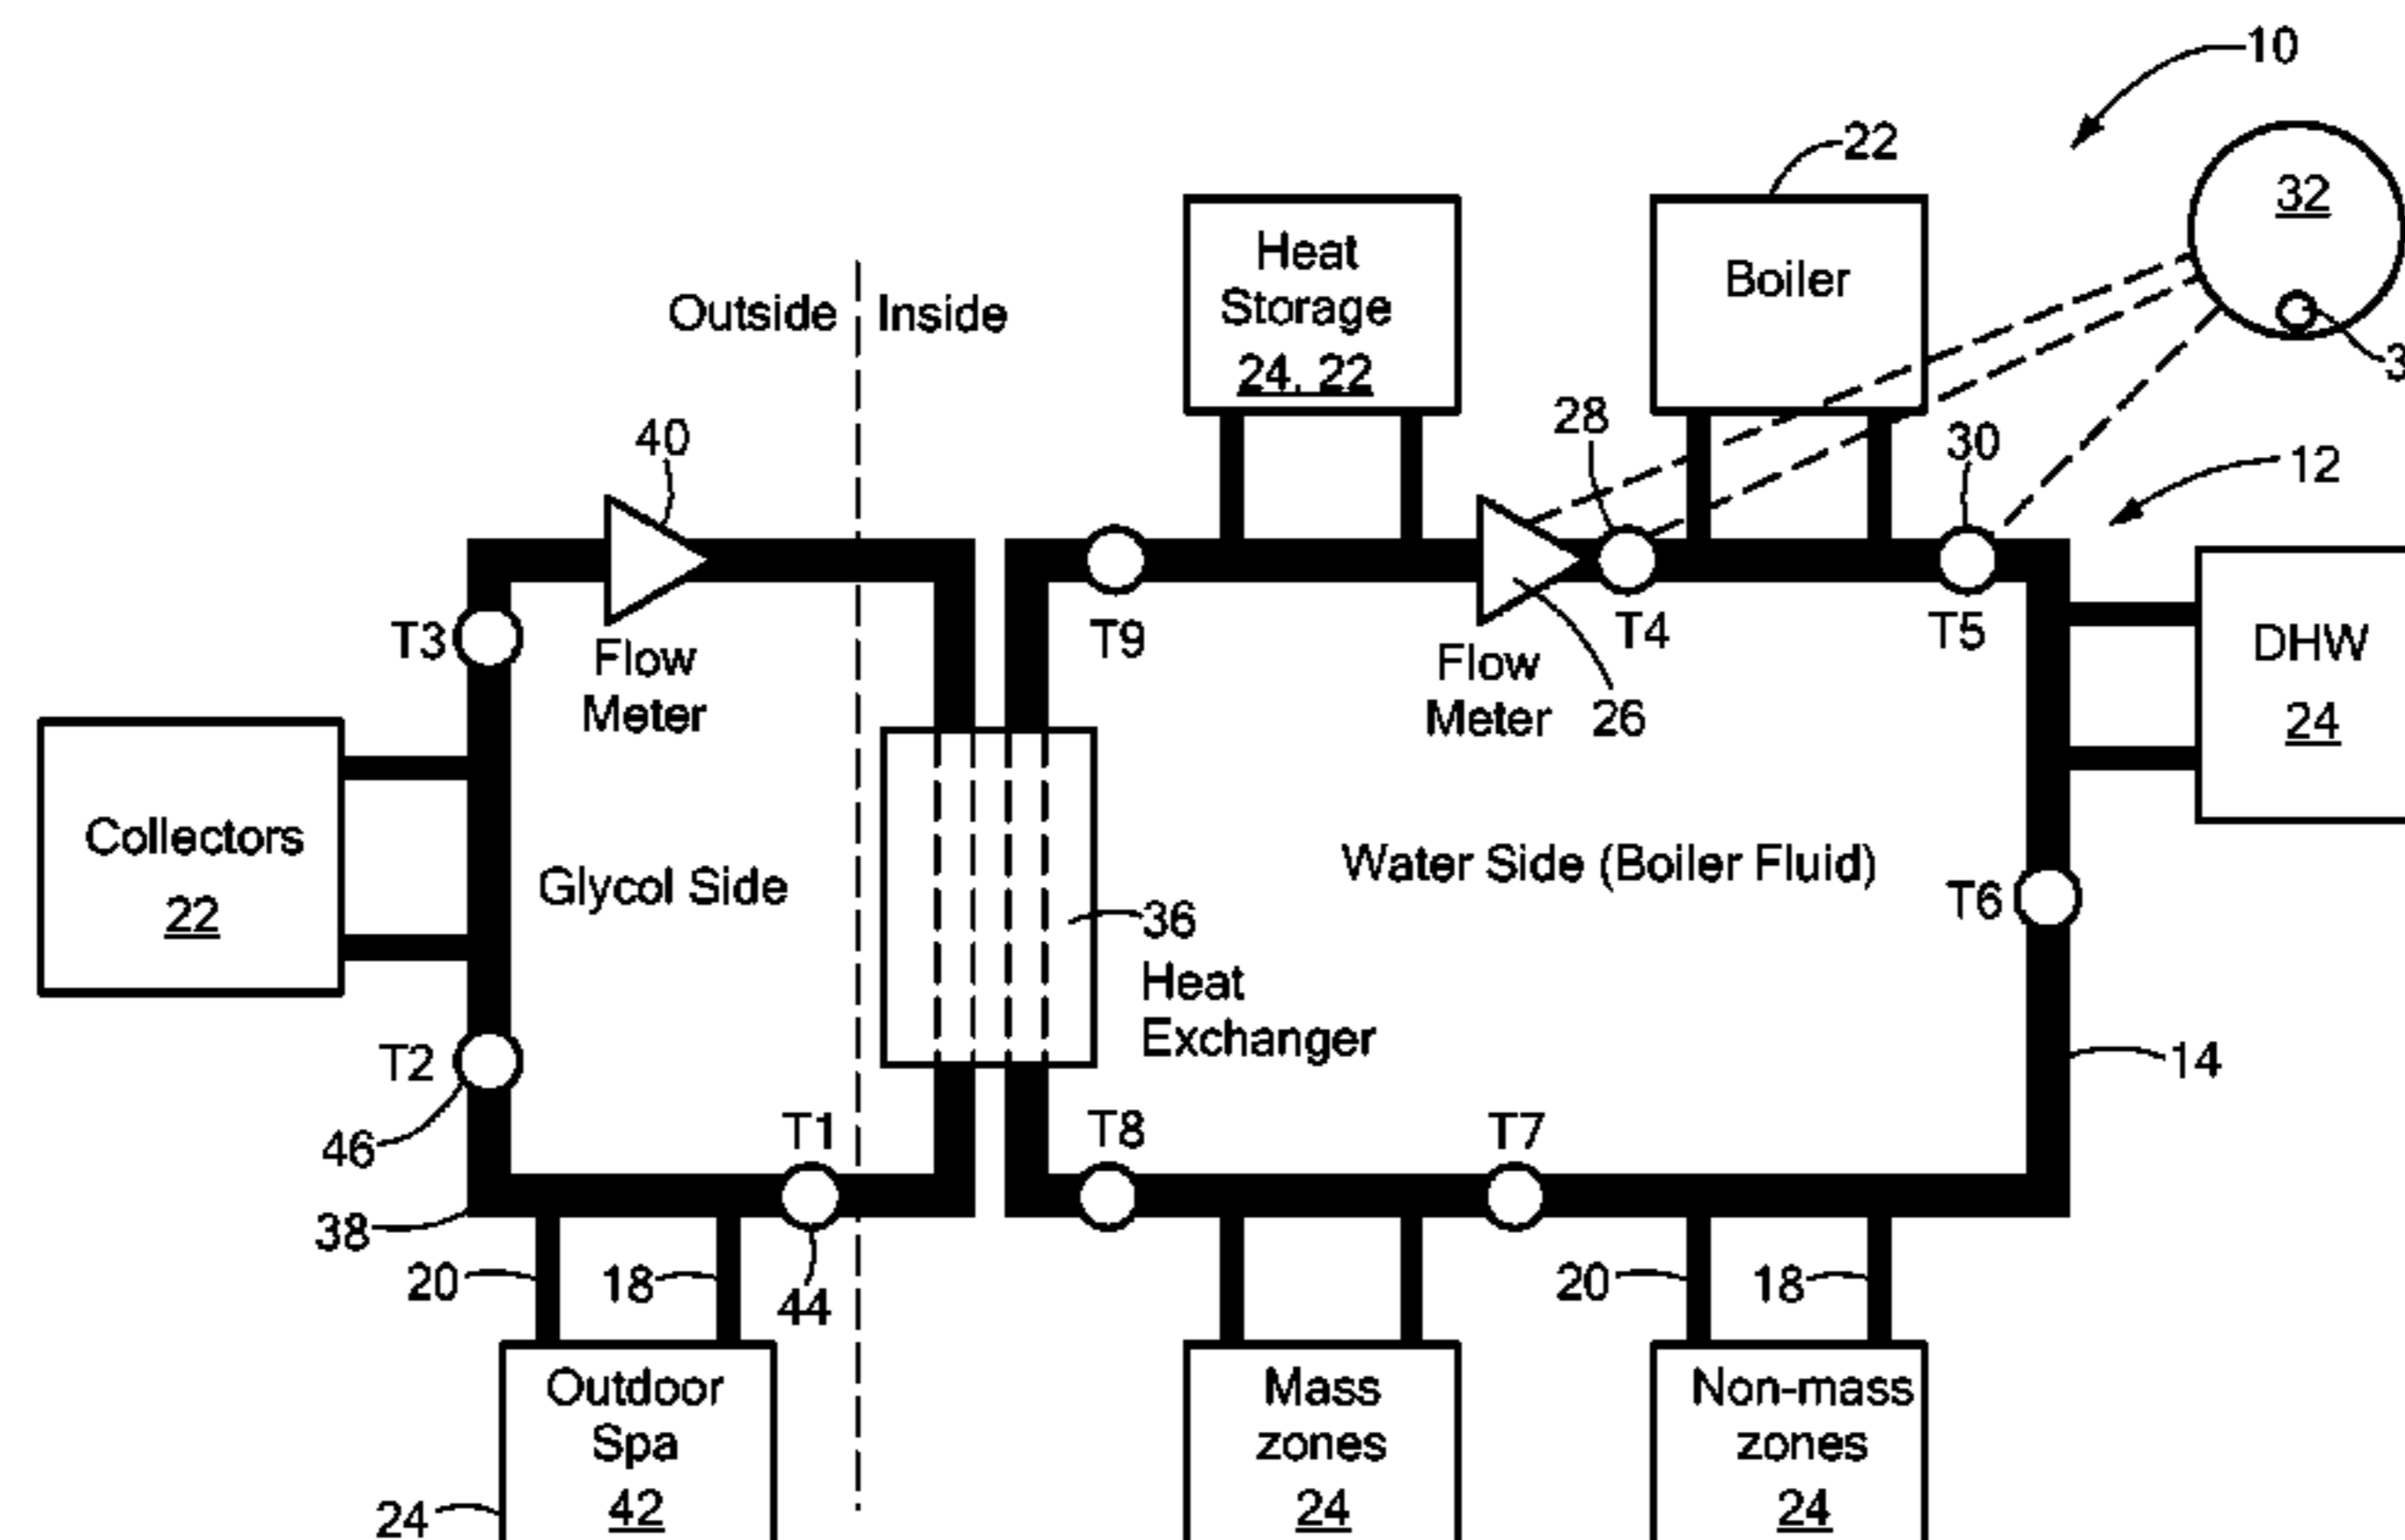 10
22
32
Heat
Storage
24, 22
Boiler
Outside
Inside
3
40
28
30
12
T3
Flow
Meter
T9
Flow
Meter
26
T4
T5
DHW
24
Collectors
22
Glycol Side
Water Side (Boiler Fluid)
36
Heat
Exchanger
T6
T2
14
46
T1
T8
T7
38
20
18
44
20
18
Outdoor
Spa
42
24
Mass
zones
24
Non-mass
zones
24